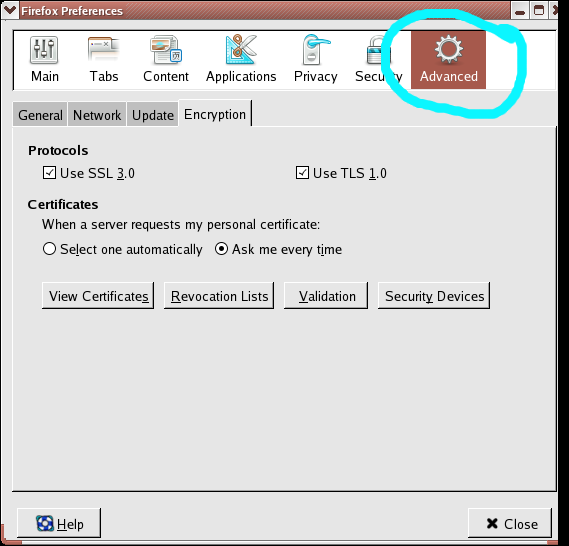 Firefox Preferences
Main Tabs Content Applications Privacy Security Advanced
General Network Update Encryption
Protocols
Use SSL 3.0 Use TLS 1.0
Certificates
When a server requests my personal certificate:
Select one automatically Ask me every time
View Certificates Revocation Lists Validation Security Devices
Help Close